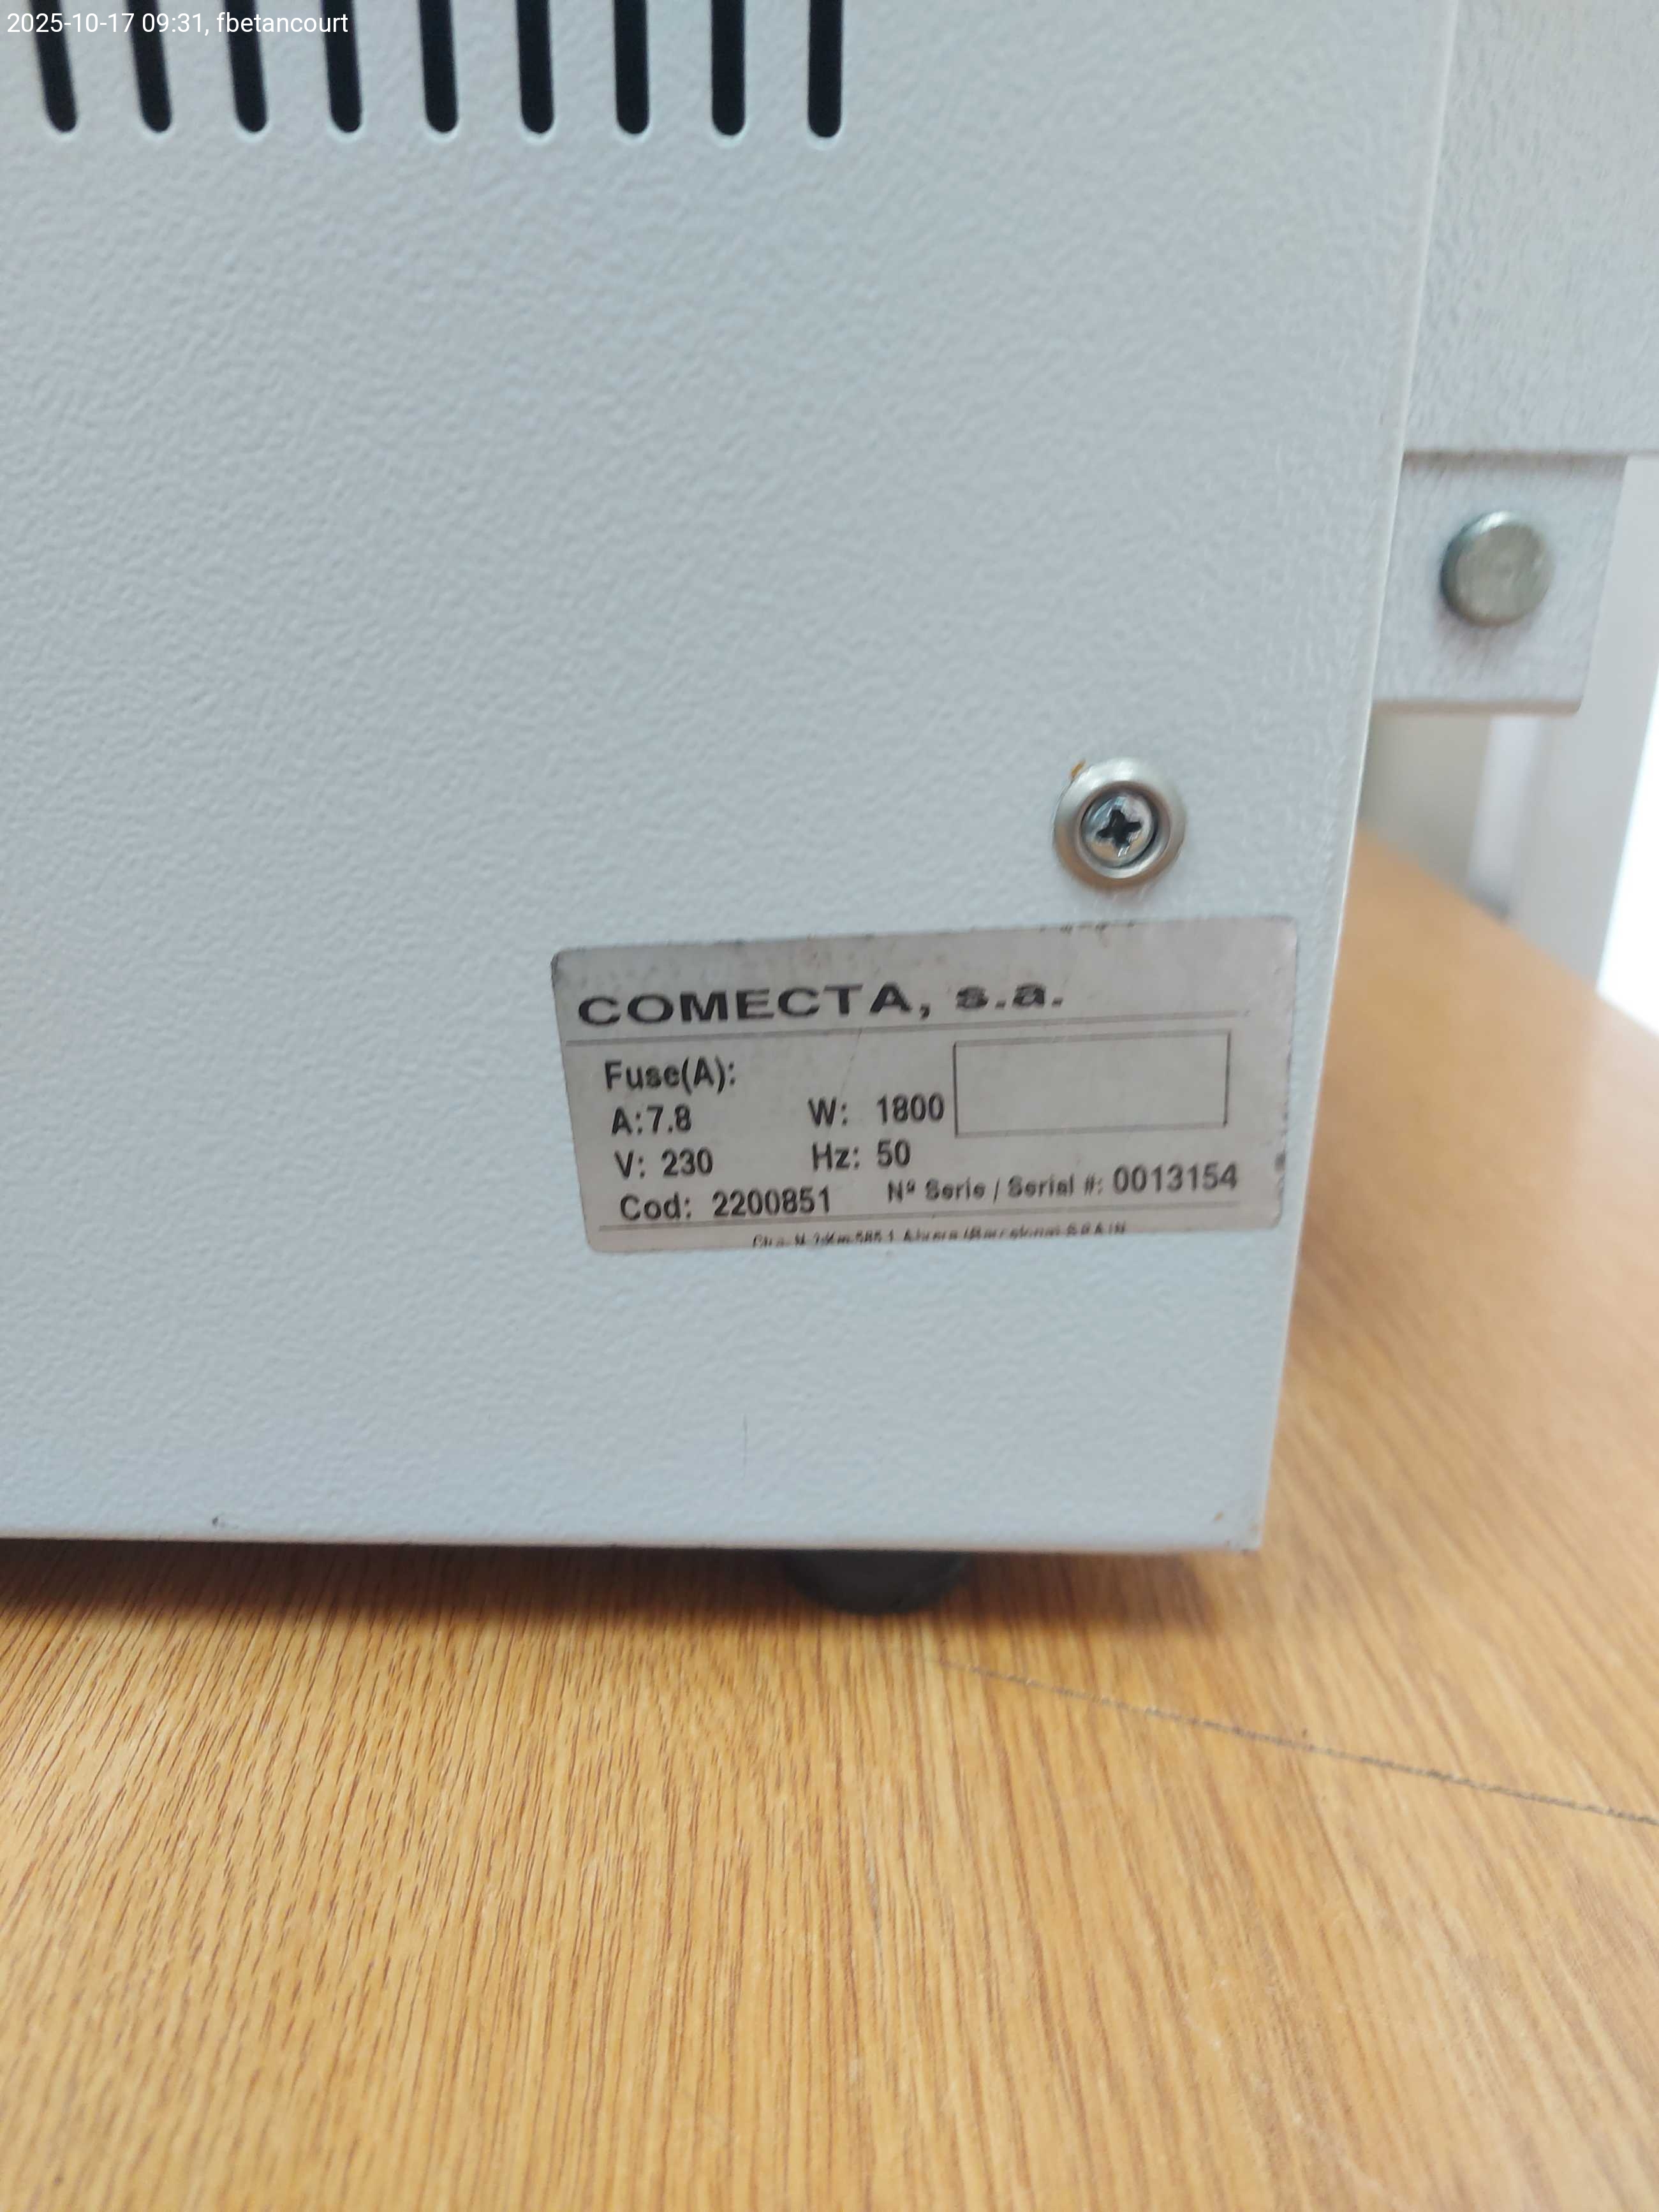 2025-10-17 09:31, fbetancourt
COMECTA, s.a.
Fuse(A):
A:7.8 W: 1800
V: 230 Hz: 50
Cod: 2200851 Nº Serie / Serial #: 0013154